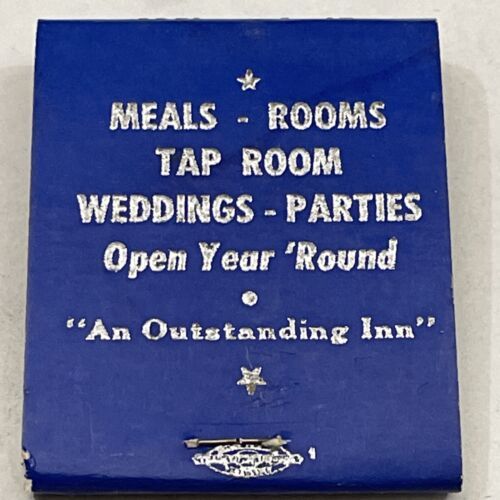 MEALS - ROOMS
TAP ROOM
WEDDINGS - PARTIES
Open Year 'Round
"An Outstanding Inn"